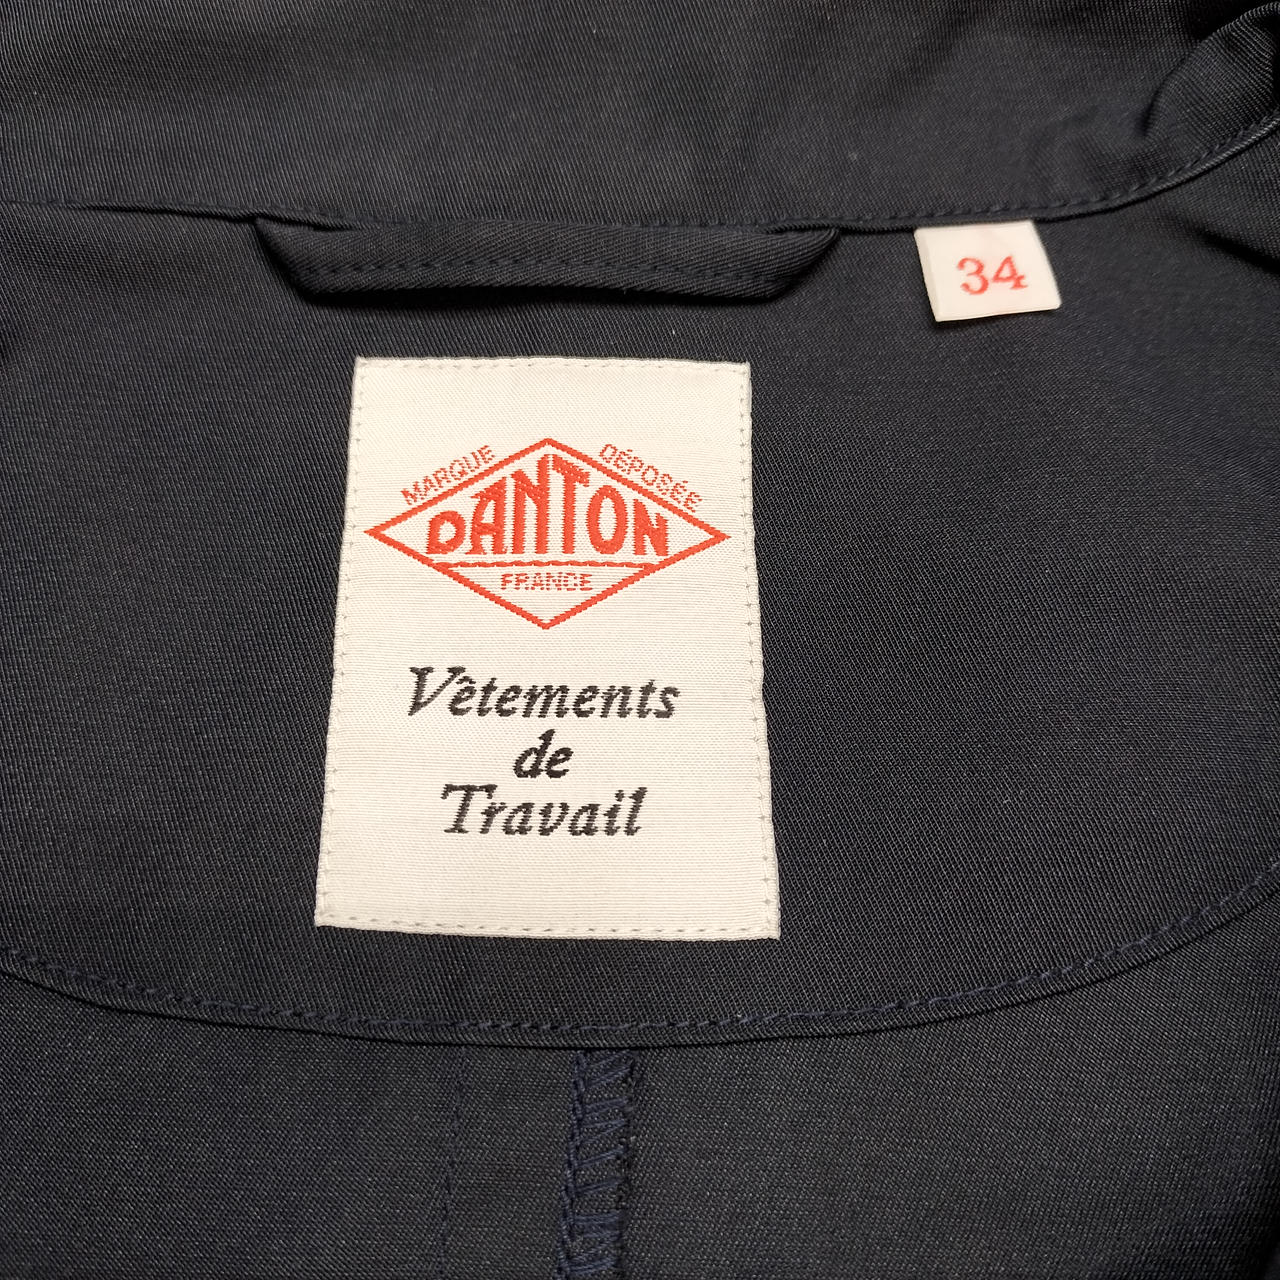 34
MARQUE DÉPOSÉE
DANTON
FRANCE
Vêtements
de
Travail